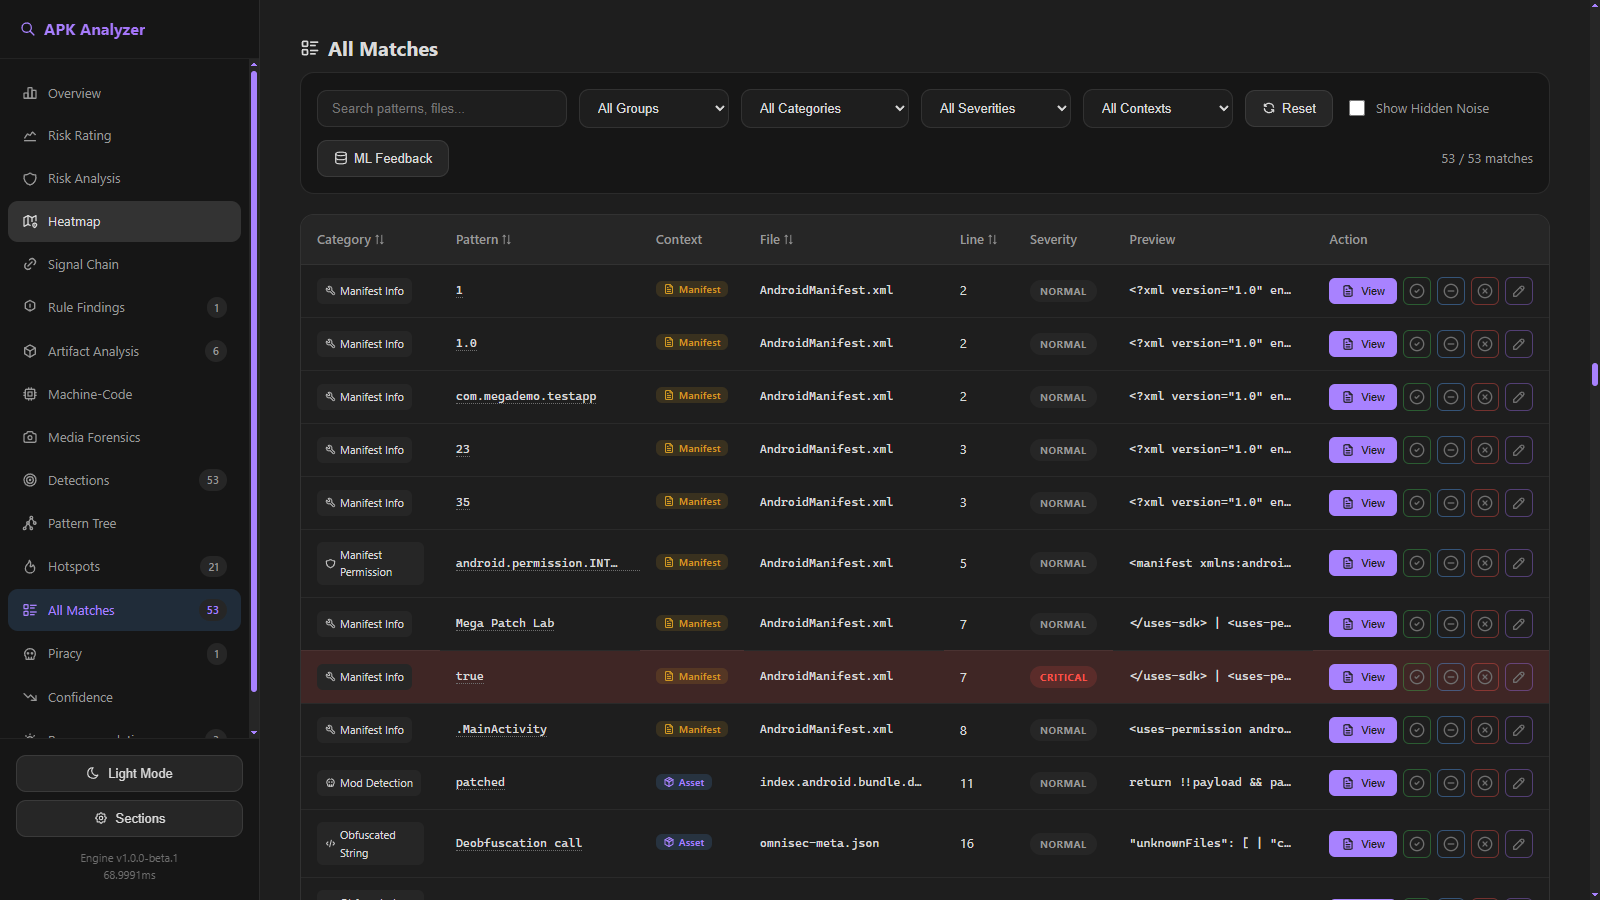 APK Analyzer
Overview
Risk Rating
Risk Analysis
Heatmap
Signal Chain
Rule Findings 1
Artifact Analysis 6
Machine-Code
Media Forensics
Detections 53
Pattern Tree
Hotspots 21
All Matches 53
Piracy 1
Confidence
Light Mode
Sections
Engine v1.0.0-beta.1
68.9991ms
All Matches
Search patterns, files...
All Groups
All Categories
All Severities
All Contexts
Reset
Show Hidden Noise
ML Feedback
53 / 53 matches
Category Pattern Context File Line Severity Preview Action
Manifest Info 1 Manifest AndroidManifest.xml 2 NORMAL <?xml version="1.0" en… View
Manifest Info 1.0 Manifest AndroidManifest.xml 2 NORMAL <?xml version="1.0" en… View
Manifest Info com.megademo.testapp Manifest AndroidManifest.xml 2 NORMAL <?xml version="1.0" en… View
Manifest Info 23 Manifest AndroidManifest.xml 3 NORMAL <?xml version="1.0" en… View
Manifest Info 35 Manifest AndroidManifest.xml 3 NORMAL <?xml version="1.0" en… View
Manifest Permission android.permission.INT… Manifest AndroidManifest.xml 5 NORMAL <manifest xmlns:androi… View
Manifest Info Mega Patch Lab Manifest AndroidManifest.xml 7 NORMAL </uses-sdk> | <uses-pe… View
Manifest Info true Manifest AndroidManifest.xml 7 CRITICAL </uses-sdk> | <uses-pe… View
Manifest Info .MainActivity Manifest AndroidManifest.xml 8 NORMAL <uses-permission andro… View
Mod Detection patched Asset index.android.bundle.d… 11 NORMAL return !!payload && pa… View
Obfuscated String Deobfuscation call Asset omnisec-meta.json 16 NORMAL "unknownFiles": [ | "c… View